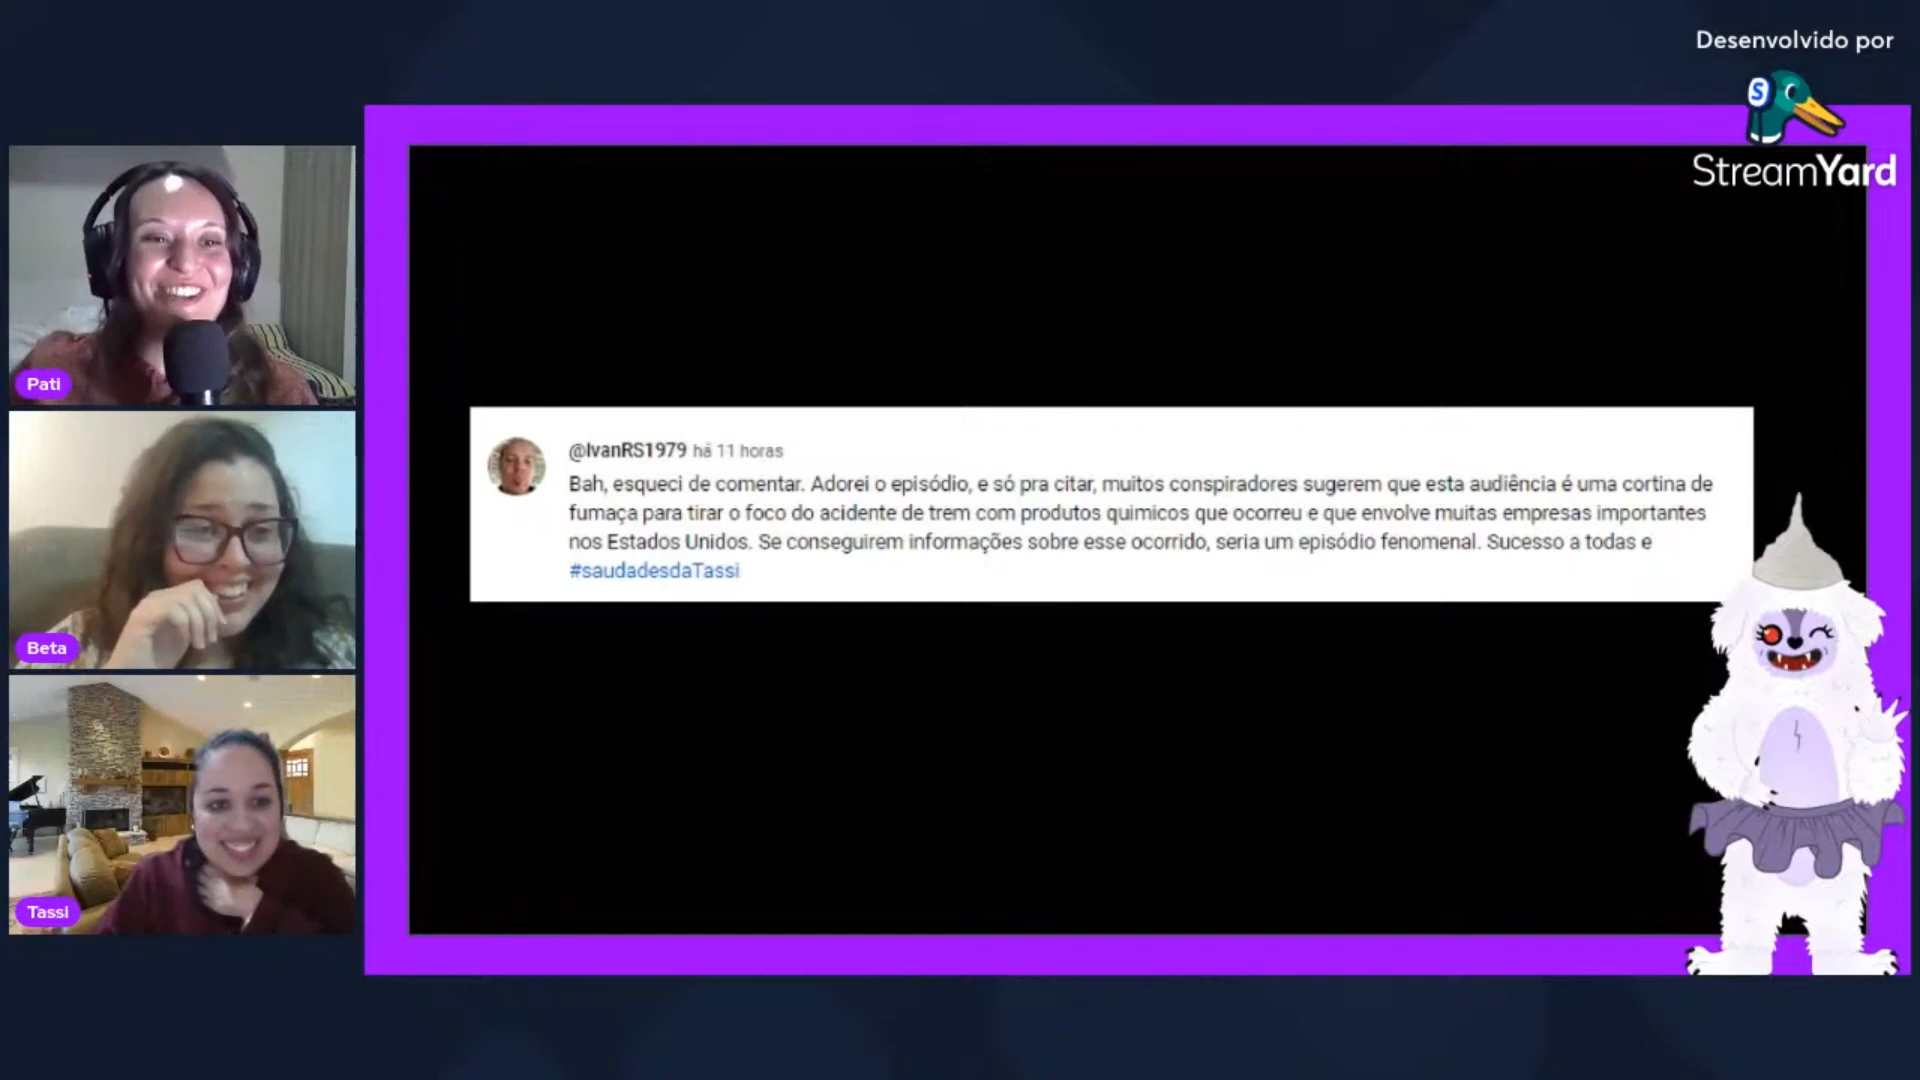 Desenvolvido por
S
StreamYard
Pati
@IvanRS1979 há 11 horas
Bah, esqueci de comentar. Adorei o episódio, e só pra citar, muitos conspiradores sugerem que esta audiência é uma cortina de
fumaça para tirar o foco do acidente de trem com produtos quimicos que ocorreu e que envolve muitas empresas importantes
nos Estados Unidos. Se conseguirem informações sobre esse ocorrido, seria um episódio fenomenal. Sucesso a todas e
#saudadesdaTassi
Beta
Tassi